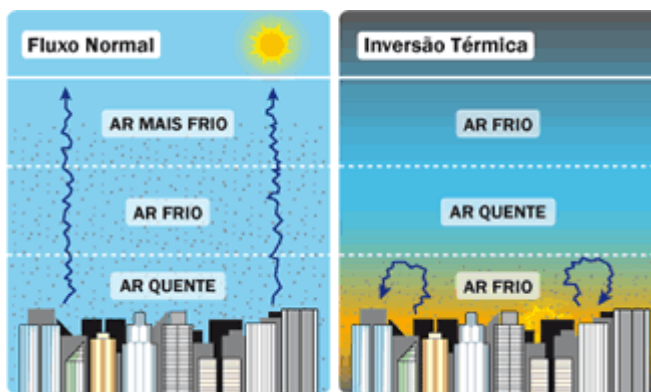 Fluxo Normal
AR MAIS FRIO
AR FRIO
AR QUENTE
Inversão Térmica
AR FRIO
AR QUENTE
AR FRIO